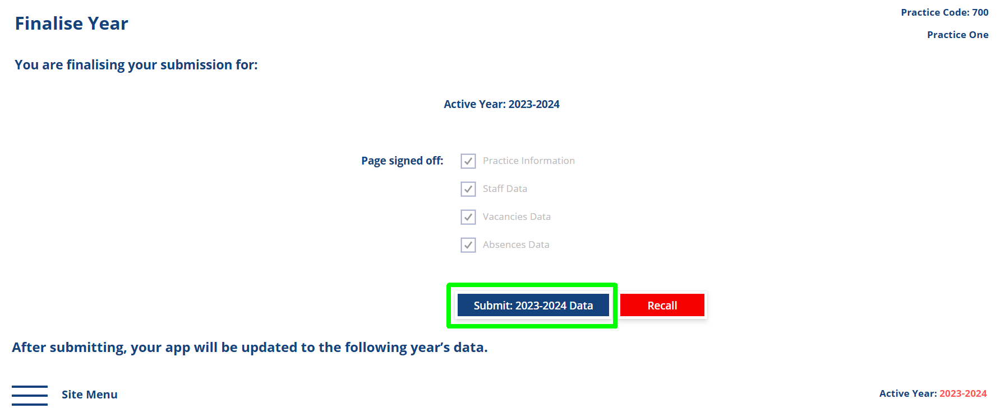 Finalise Year
Practice Code: 700
Practice One
You are finalising your submission for:
Active Year: 2023-2024
Page signed off:
Practice Information
Staff Data
Vacancies Data
Absences Data
Submit: 2023-2024 Data
Recall
After submitting, your app will be updated to the following year’s data.
Site Menu
Active Year: 2023-2024